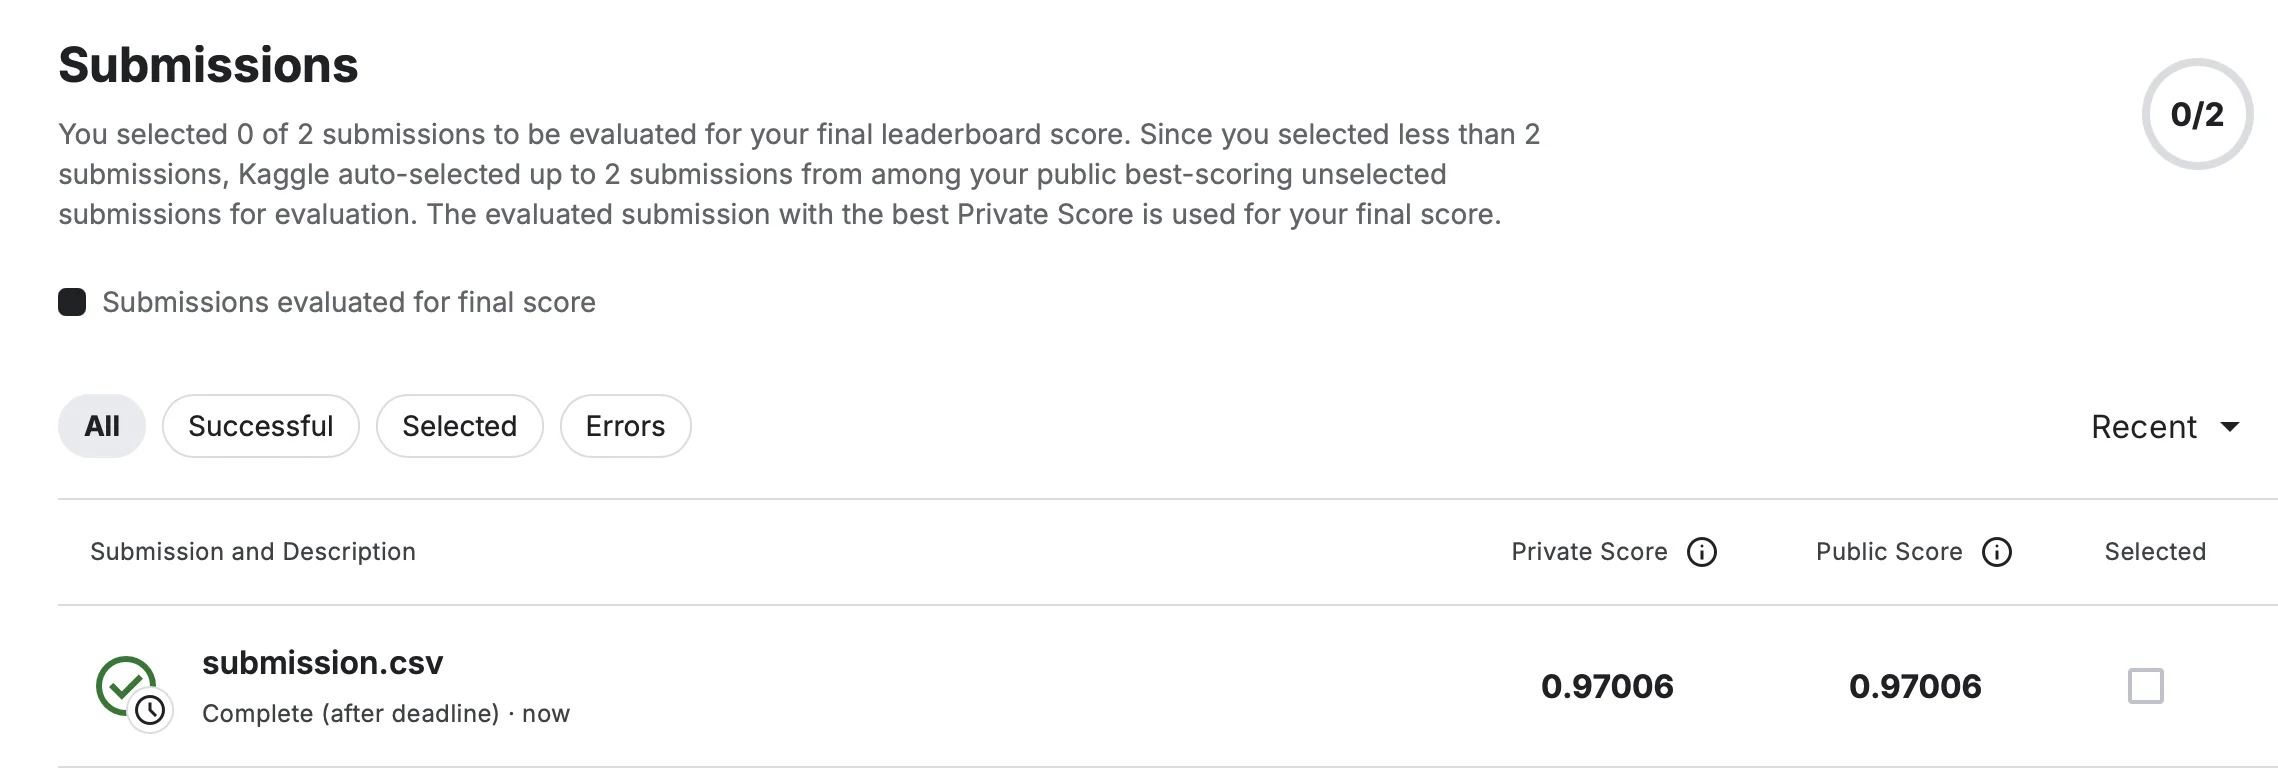 Submissions
0/2
You selected 0 of 2 submissions to be evaluated for your final leaderboard score. Since you selected less than 2
submissions, Kaggle auto-selected up to 2 submissions from among your public best-scoring unselected
submissions for evaluation. The evaluated submission with the best Private Score is used for your final score.
Submissions evaluated for final score
All Successful Selected Errors Recent
Submission and Description Private Score Public Score Selected
submission.csv
0.97006 0.97006
Complete (after deadline) · now